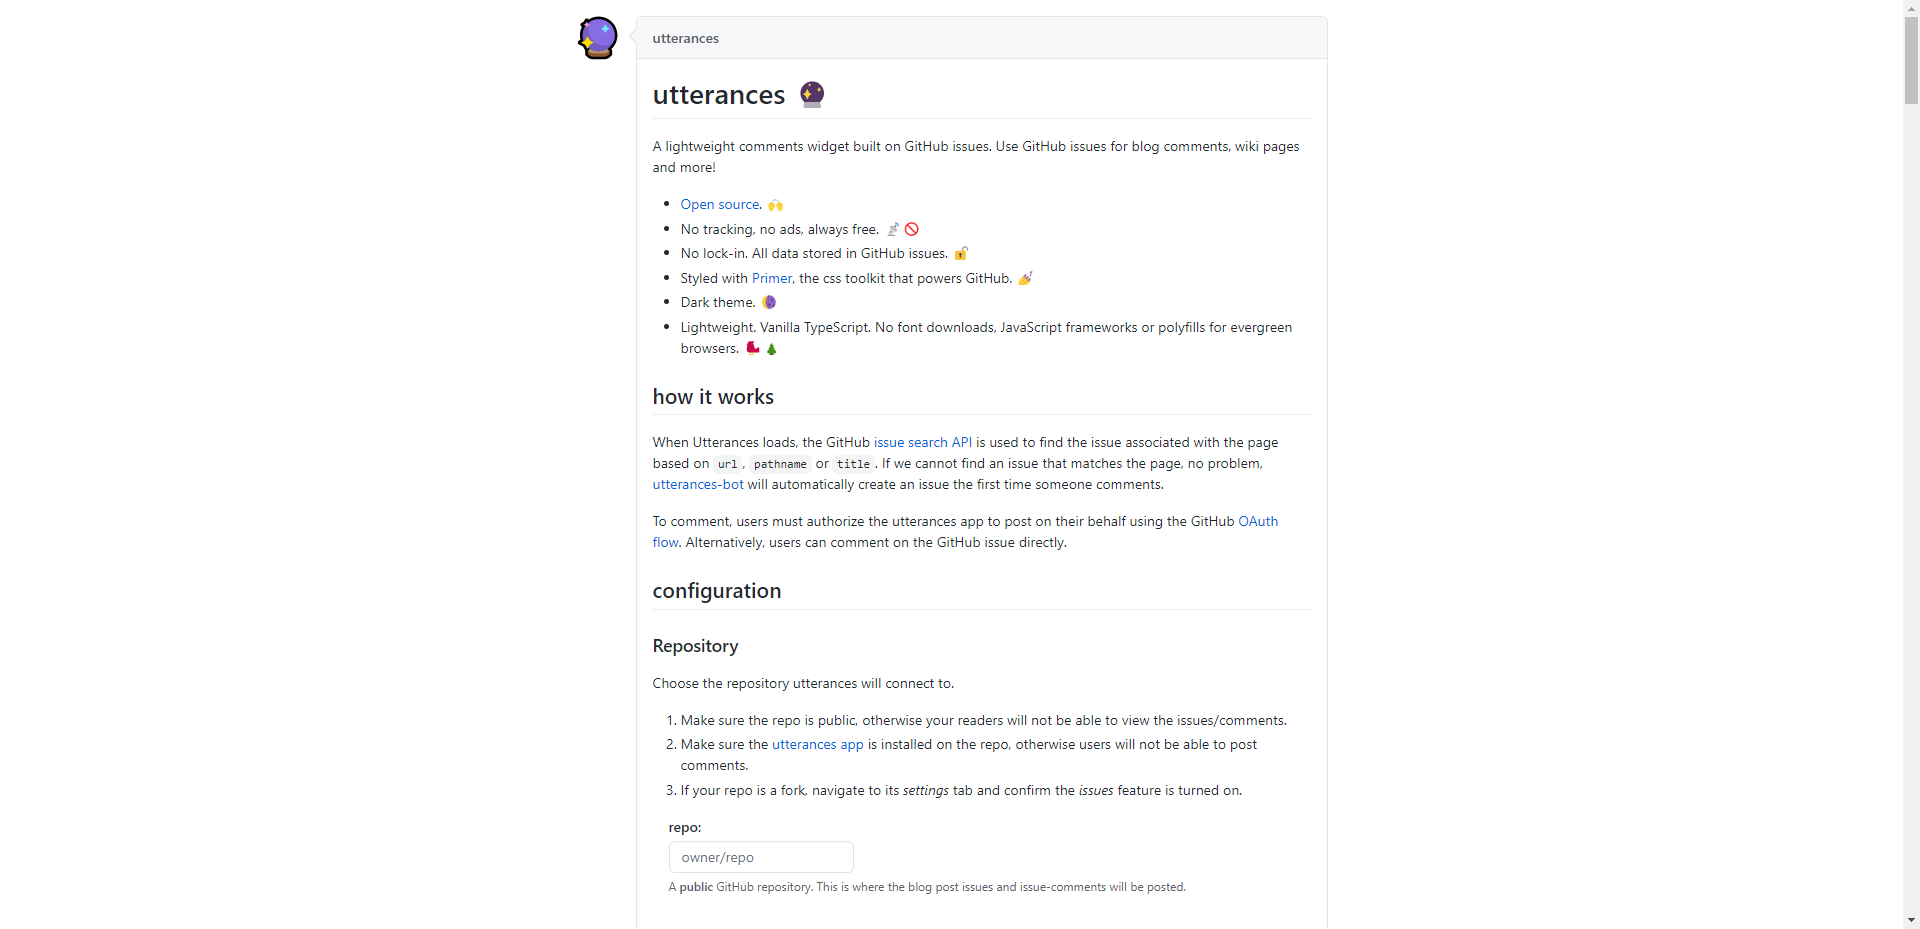 utterances
utterances
A lightweight comments widget built on GitHub issues. Use GitHub issues for blog comments, wiki pages
and more!
Open source.
No tracking, no ads, always free.
No lock-in. All data stored in GitHub issues.
Styled with Primer, the css toolkit that powers GitHub.
Dark theme.
Lightweight. Vanilla TypeScript. No font downloads, JavaScript frameworks or polyfills for evergreen
browsers.
how it works
When Utterances loads, the GitHub issue search API is used to find the issue associated with the page
based on url, pathname or title. If we cannot find an issue that matches the page, no problem,
utterances-bot will automatically create an issue the first time someone comments.
To comment, users must authorize the utterances app to post on their behalf using the GitHub OAuth
flow. Alternatively, users can comment on the GitHub issue directly.
configuration
Repository
Choose the repository utterances will connect to.
1. Make sure the repo is public, otherwise your readers will not be able to view the issues/comments.
2. Make sure the utterances app is installed on the repo, otherwise users will not be able to post
comments.
3. If your repo is a fork, navigate to its settings tab and confirm the issues feature is turned on.
repo:
owner/repo
A public GitHub repository. This is where the blog post issues and issue-comments will be posted.